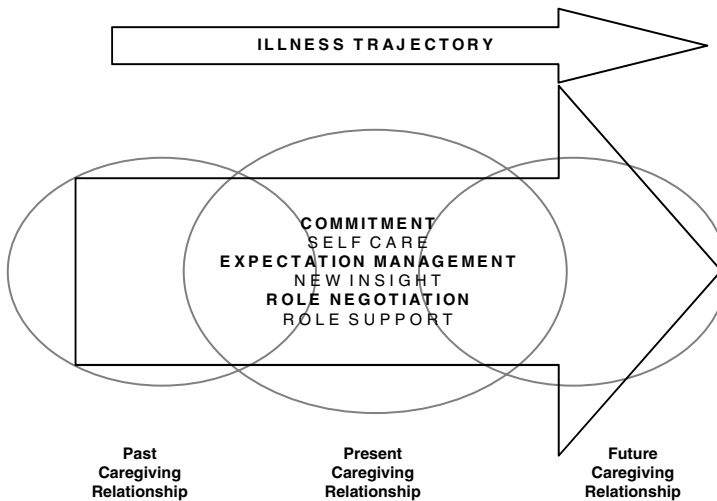 ILLNESS TRAJECTORY
COMMITMENT
SELF CARE
EXPECTATION MANAGEMENT
NEW INSIGHT
ROLE NEGOTIATION
ROLE SUPPORT
Past
Caregiving
Relationship
Present
Caregiving
Relationship
Future
Caregiving
Relationship